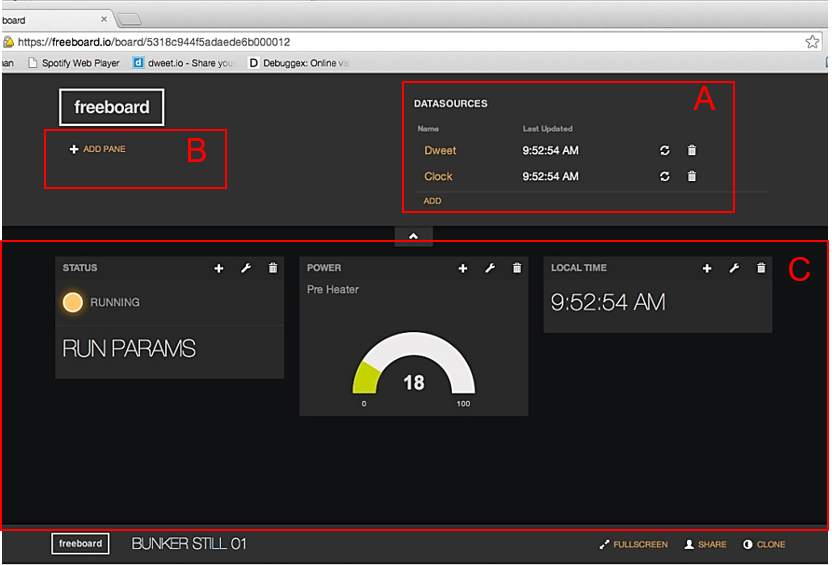 board ×
https://freeboard.io/board/5318c944f5adaede6b000012
Spotify Web Player dweet.io - Share you D Debuggex: Online
freeboard
ADD PANE
B
DATASOURCES
A
Name Last Updated
Dweet 9:52:54 AM
Clock 9:52:54 AM
ADD
C
STATUS
RUNNING
RUN PARAMS
POWER
Pre Heater
18
0 100
LOCAL TIME
9:52:54 AM
freeboard BUNKER STILL 01 FULLSCREEN SHARE CLONE